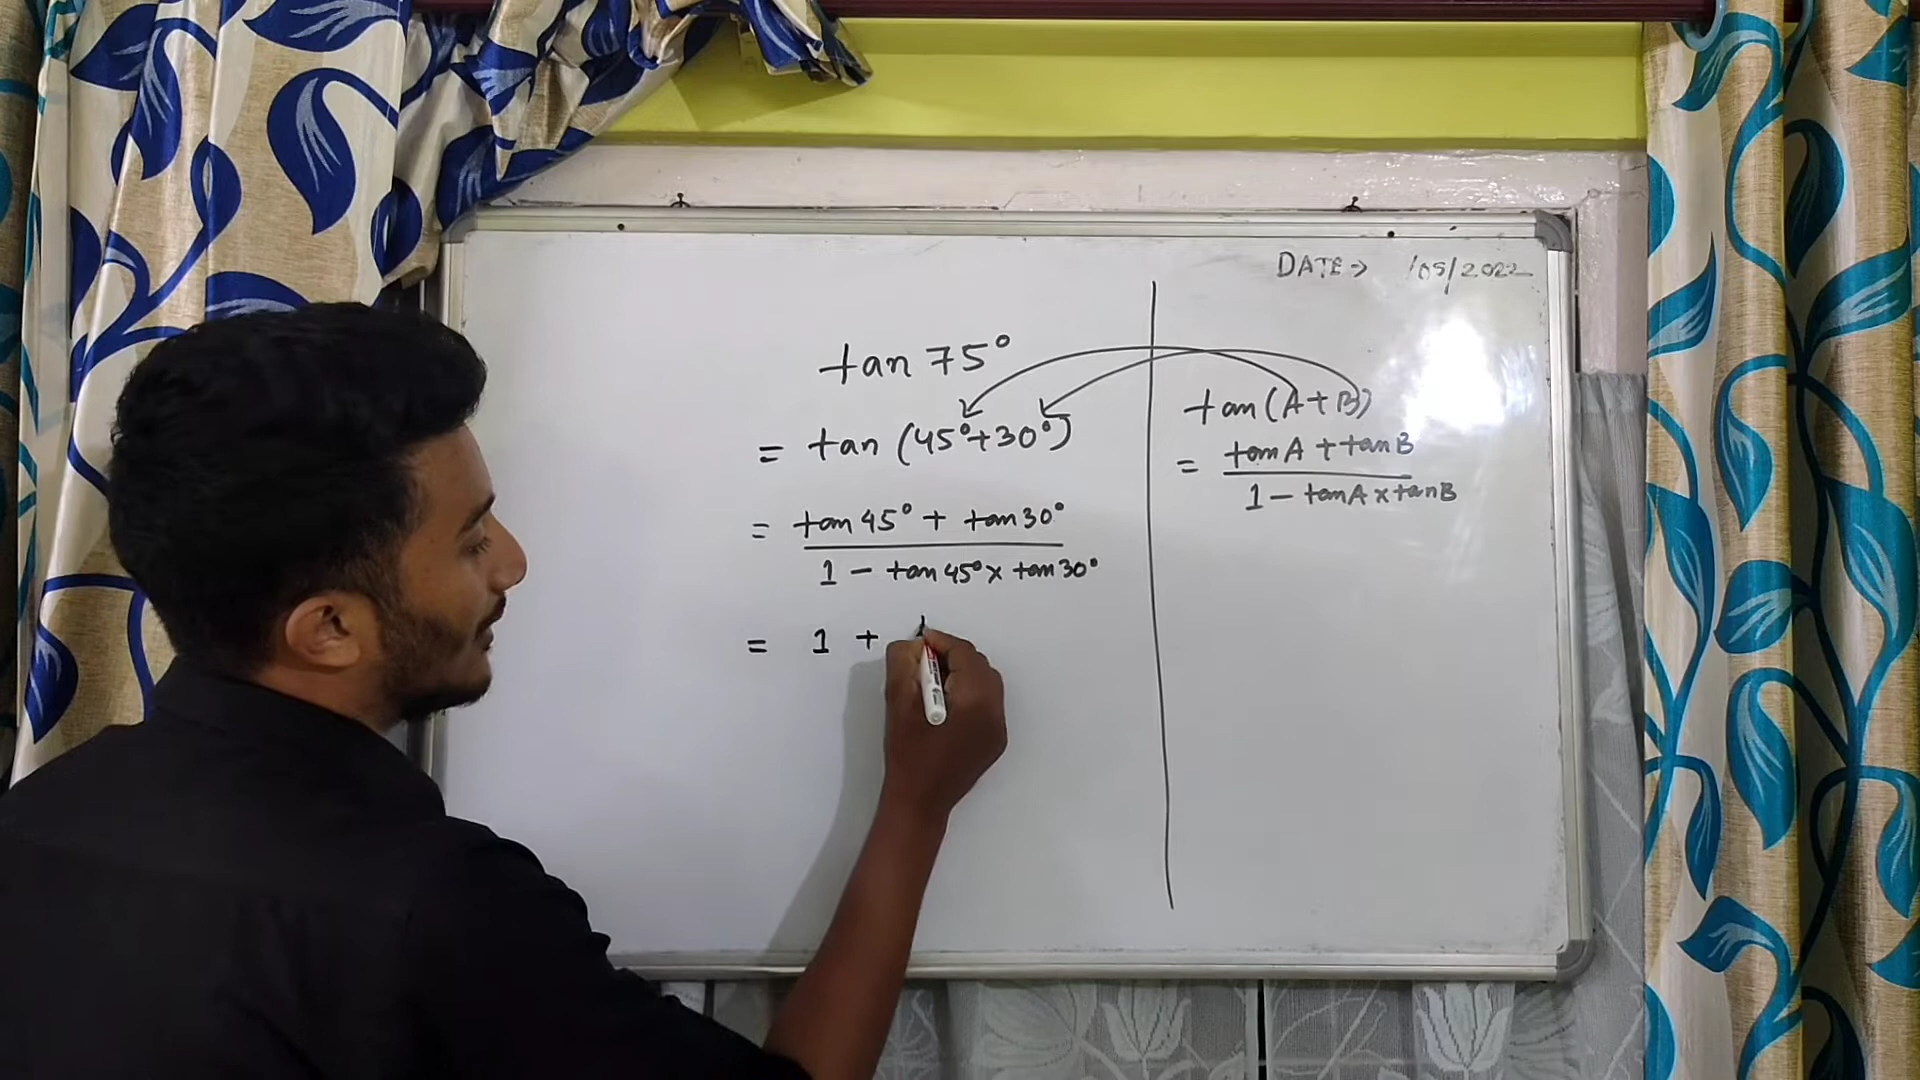 DATE → /05/2022
tan 75°
= tan (45°+30°)
= tan 45° + tan 30°
1 - tan 45° x tan 30°
= 1 +
tan (A+B)
= tan A + tan B
1 - tan A x tan B